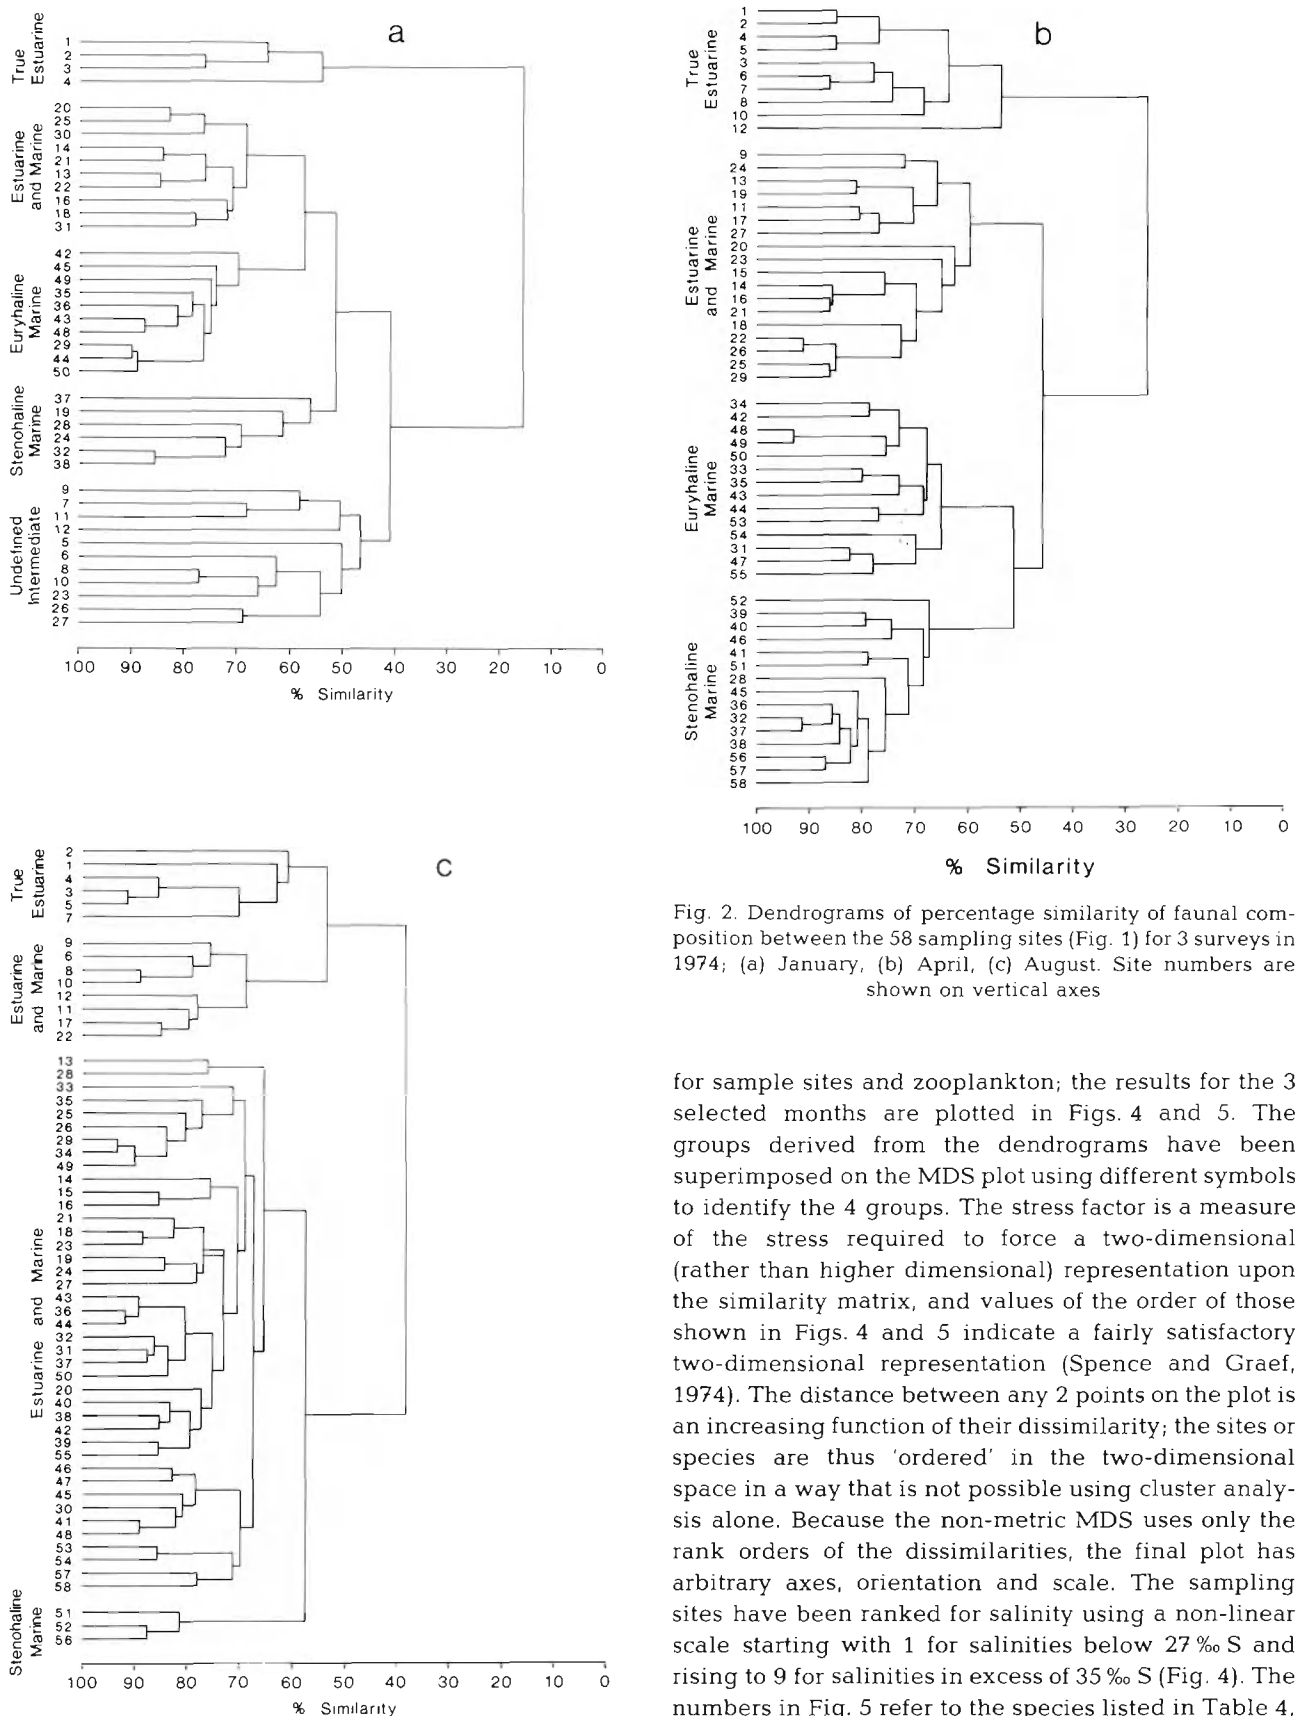 a
True
Estuarine
1
2
3
4
Estuarine
and Marine
20
25
30
14
21
13
22
16
18
31
Euryhaline
Marine
42
45
49
35
36
43
48
29
44
50
Stenohaline
Marine
37
19
28
24
32
38
Undefined
Intermediate
9
7
11
12
5
6
8
10
23
26
27
100 90 80 70 60 50 40 30 20 10 0
% Similarity
b
True
Estuarine
1
2
4
5
3
6
7
8
10
12
Estuarine
and Marine
9
24
13
19
11
17
27
20
23
15
14
16
21
18
22
26
25
29
Euryhaline
Marine
34
42
48
49
50
33
35
43
44
53
54
31
47
55
Stenohaline
Marine
52
39
40
46
41
51
28
45
36
32
37
38
56
57
58
100 90 80 70 60 50 40 30 20 10 0
% Similarity
c
True
Estuarine
2
1
4
3
5
7
Estuarine
and Marine
9
6
8
10
12
11
17
22
Estuarine and Marine
13
28
33
35
25
26
29
34
49
14
15
16
21
18
23
19
24
27
43
36
44
32
31
37
50
20
40
38
42
39
55
46
47
45
30
41
48
53
54
57
58
Stenohaline
Marine
51
52
56
100 90 80 70 60 50 40 30 20 10 0
% Similarity
Fig. 2. Dendrograms of percentage similarity of faunal com-
position between the 58 sampling sites (Fig. 1) for 3 surveys in
1974; (a) January, (b) April, (c) August. Site numbers are
shown on vertical axes
for sample sites and zooplankton; the results for the 3
selected months are plotted in Figs. 4 and 5. The
groups derived from the dendrograms have been
superimposed on the MDS plot using different symbols
to identify the 4 groups. The stress factor is a measure
of the stress required to force a two-dimensional
(rather than higher dimensional) representation upon
the similarity matrix, and values of the order of those
shown in Figs. 4 and 5 indicate a fairly satisfactory
two-dimensional representation (Spence and Graef,
1974). The distance between any 2 points on the plot is
an increasing function of their dissimilarity; the sites or
species are thus 'ordered' in the two-dimensional
space in a way that is not possible using cluster analy-
sis alone. Because the non-metric MDS uses only the
rank orders of the dissimilarities, the final plot has
arbitrary axes, orientation and scale. The sampling
sites have been ranked for salinity using a non-linear
scale starting with 1 for salinities below 27 ‰ S and
rising to 9 for salinities in excess of 35 ‰ S (Fig. 4). The
numbers in Fig. 5 refer to the species listed in Table 4,